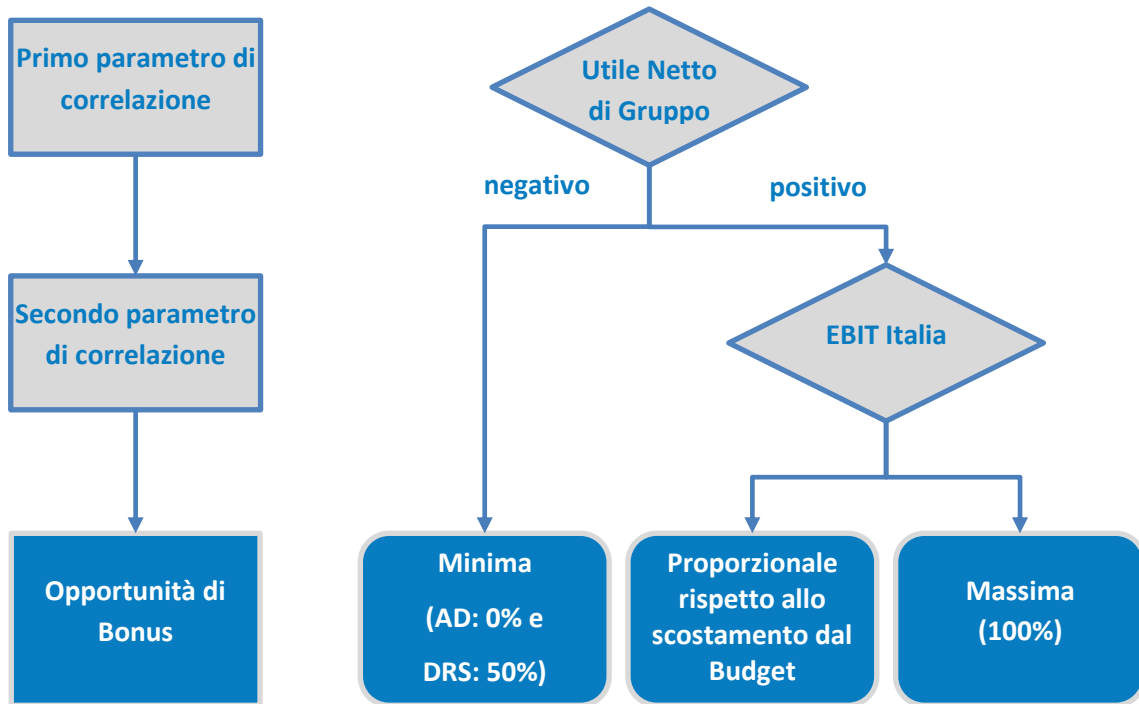 Primo parametro di
correlazione
Utile Netto
di Gruppo
negativo
positivo
Secondo parametro
di correlazione
EBIT Italia
Opportunità di
Bonus
Minima
(AD: 0% e
DRS: 50%)
Proporzionale
rispetto allo
scostamento dal
Budget
Massima
(100%)